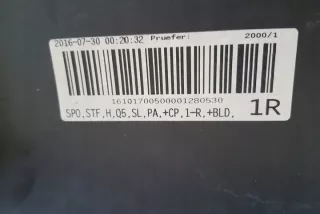 2016-07-30 00:20:32 Pruefer: 2000/1
16101700500001280530
SPO,STF,H,Q5,SL,PA,+CP,1-R,+BLD, 1R